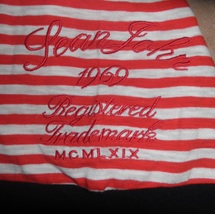 Sean John
1969
Registered
Trademark
MCMLXIX